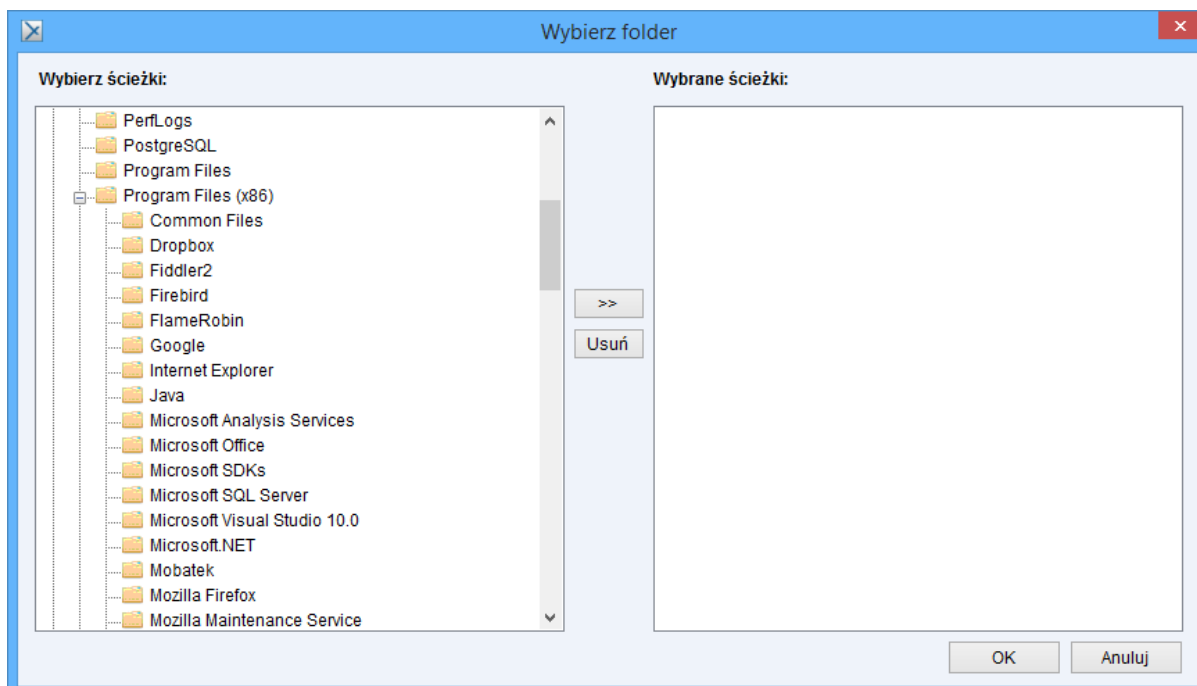 Wybierz folder
Wybierz ścieżki:
Wybrane ścieżki:
PerfLogs
PostgreSQL
Program Files
Program Files (x86)
Common Files
Dropbox
Fiddler2
Firebird
FlameRobin
Google
Internet Explorer
Java
Microsoft Analysis Services
Microsoft Office
Microsoft SDKs
Microsoft SQL Server
Microsoft Visual Studio 10.0
Microsoft.NET
Mobatek
Mozilla Firefox
Mozilla Maintenance Service
>>
Usuń
OK
Anuluj